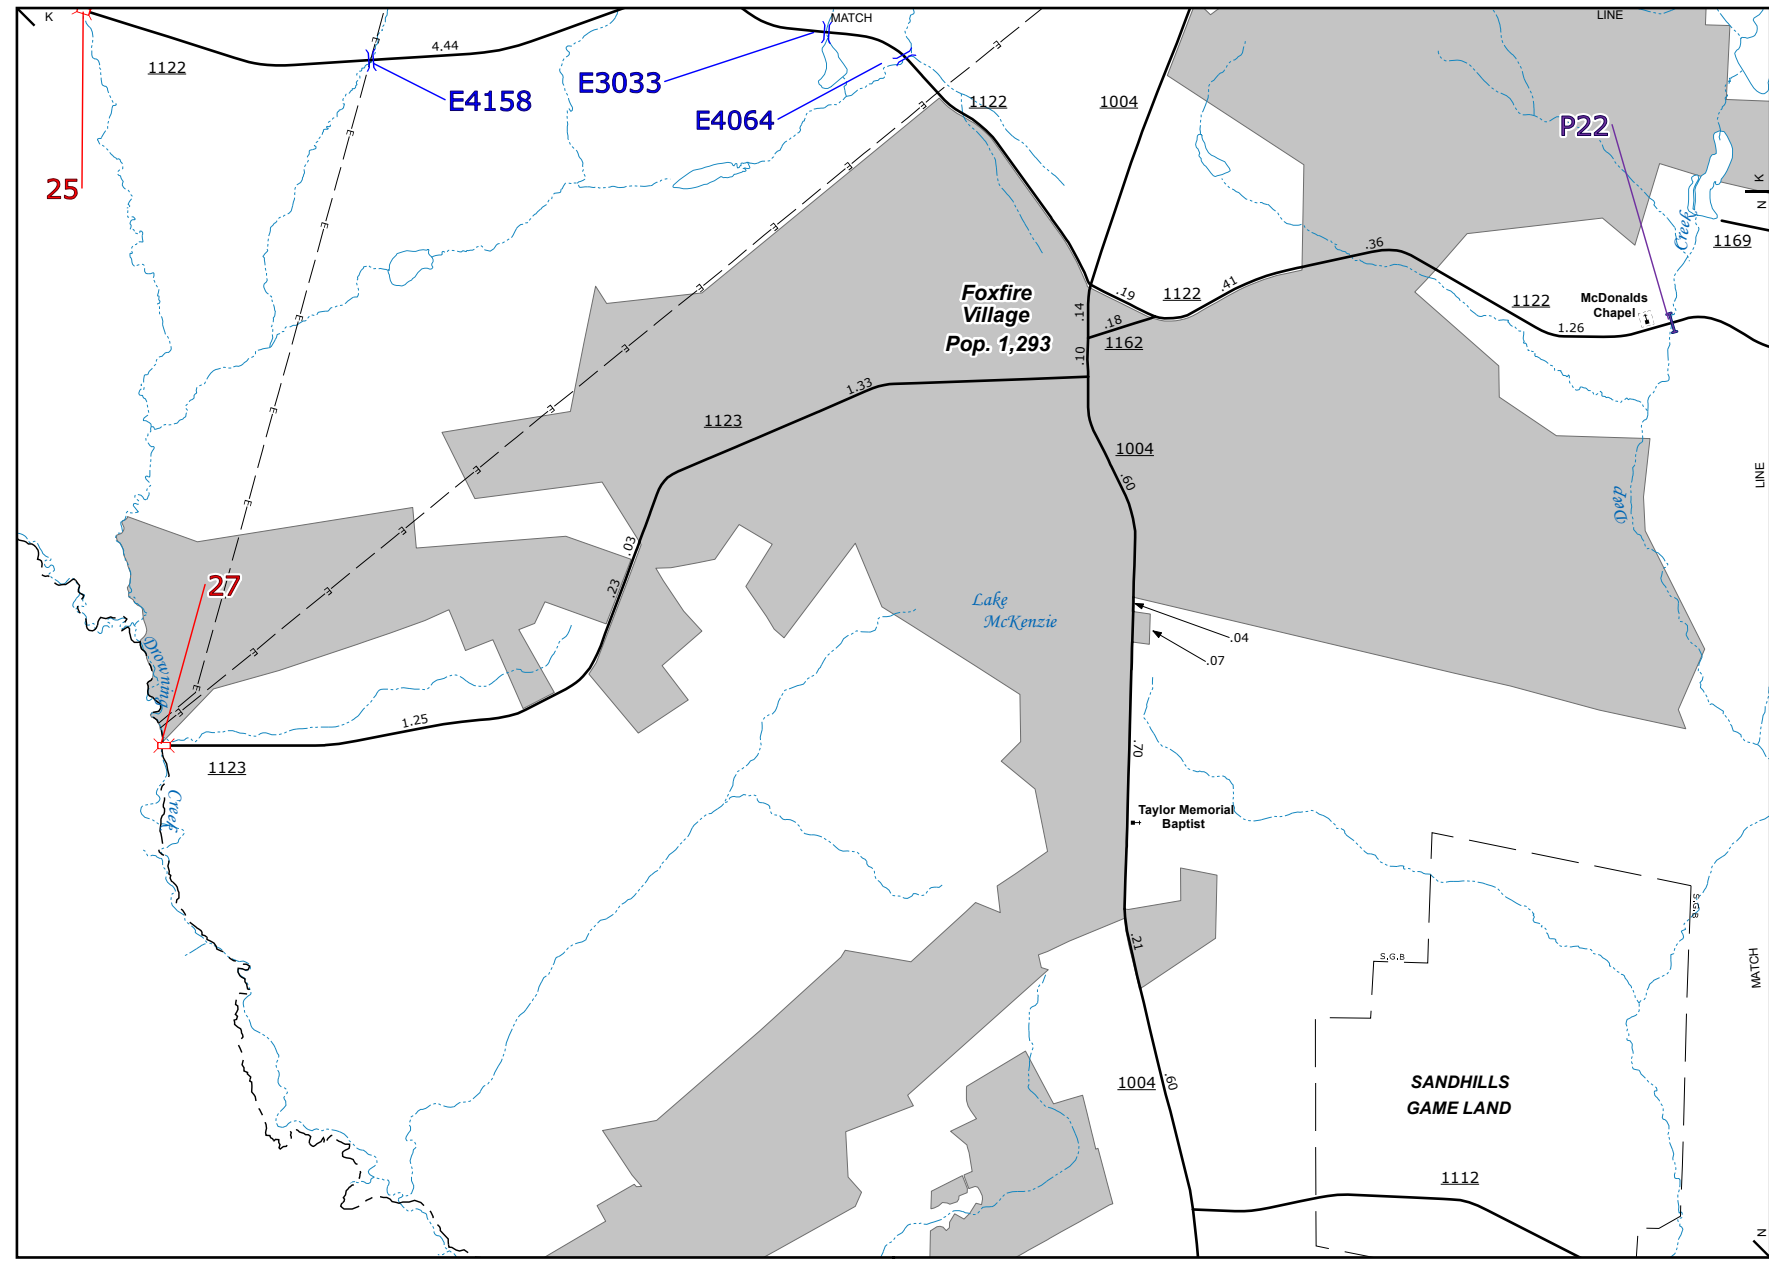 K
MATCH
LINE
4.44
1122
E
E4158
E3033
E4064
1122
1004
P22
25
K
N
Creek
1169
E
E
E
E
E
E
Foxfire
Village
Pop. 1,293
.19
1122
.41
.36
1122
McDonalds
Chapel
1.26
.14
.18
1162
.10
E
E
1.33
1123
1004
.60
LINE
Deep
E
E
E
E
.03
.23
27
Lake
McKenzie
.04
.07
Drowning
E
E
E
1.25
1123
.70
Creek
Taylor Memorial
Baptist
S.G.B
.21
S.G.B
MATCH
1004
.60
SANDHILLS
GAME LAND
1112
N